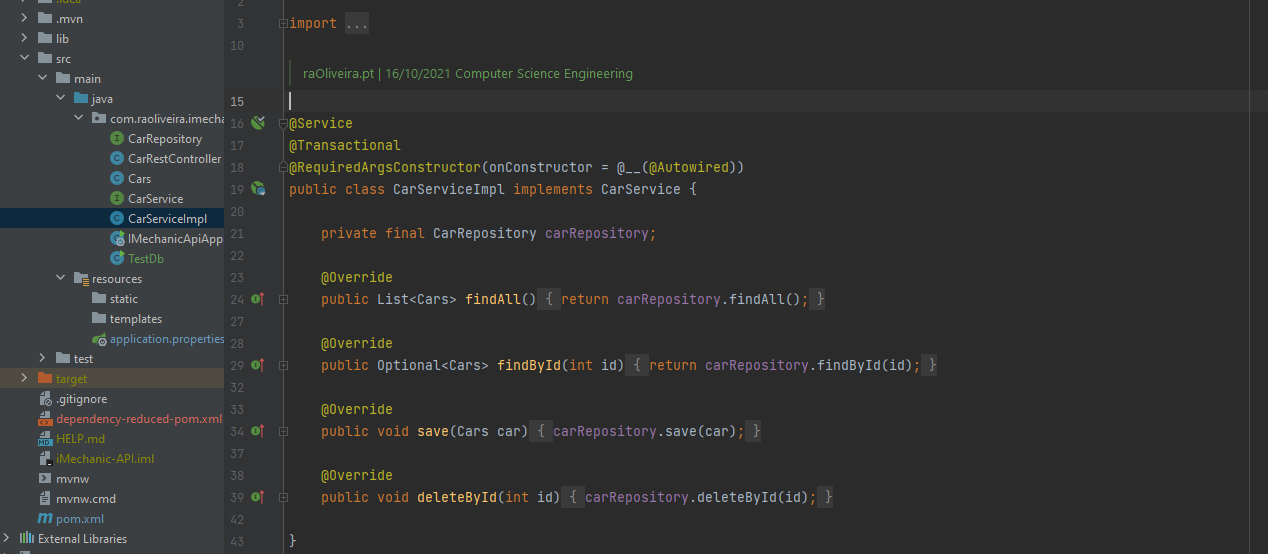 .idea
.mvn
lib
src
main
java
com.raoliveira.imecha
CarRepository
CarRestController
Cars
CarService
CarServiceImpl
IMechanicApiApp
TestDb
resources
static
templates
application.properties
test
target
.gitignore
dependency-reduced-pom.xml
HELP.md
iMechanic-API.iml
mvnw
mvnw.cmd
pom.xml
External Libraries
2
3 import ...
10
raOliveira.pt | 16/10/2021 Computer Science Engineering
15
16 @Service
17 @Transactional
18 @RequiredArgsConstructor(onConstructor = @__(@Autowired))
19 public class CarServiceImpl implements CarService {
20
21 private final CarRepository carRepository;
22
23 @Override
24 public List<Cars> findAll() { return carRepository.findAll(); }
27
28 @Override
29 public Optional<Cars> findById(int id) { return carRepository.findById(id); }
32
33 @Override
34 public void save(Cars car) { carRepository.save(car); }
37
38 @Override
39 public void deleteById(int id) { carRepository.deleteById(id); }
42
43 }